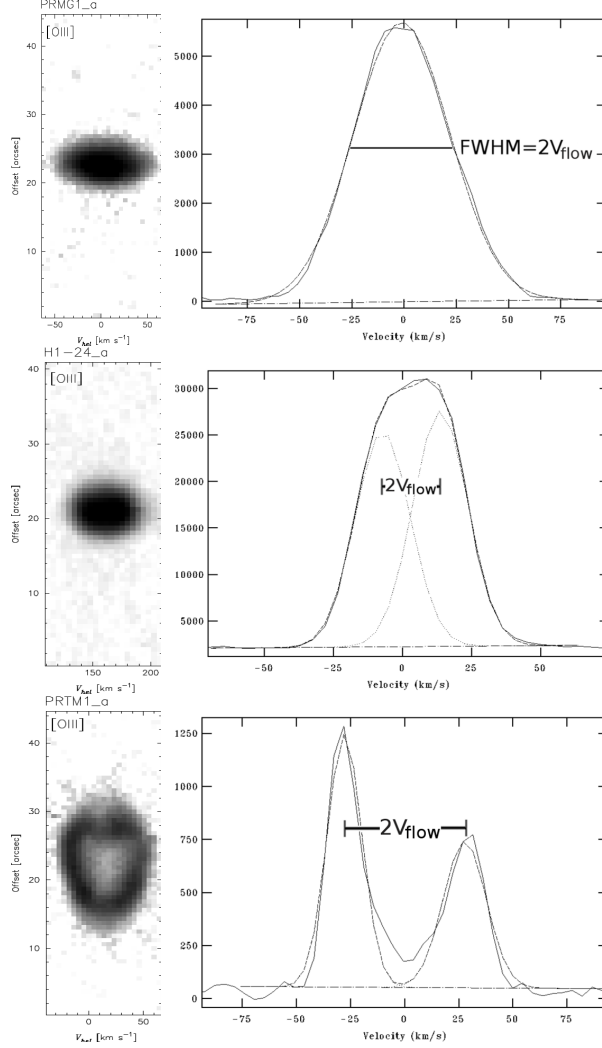 PRMG1_a
[OIII]
Offset [arcsec]
40
30
20
10
−50 0 50
V_hel [km s⁻¹]
5000
4000
3000
2000
1000
0
FWHM=2V_flow
−75 −50 −25 0 25 50 75
Velocity (km/s)
H1−24_a
[OIII]
Offset [arcsec]
40
30
20
10
150 200
V_hel [km s⁻¹]
30000
25000
20000
15000
10000
5000
2V_flow
−50 0 50
Velocity (km/s)
PRTM1_a
[OIII]
Offset [arcsec]
40
30
20
10
0
−50 0 50
V_hel [km s⁻¹]
1250
1000
750
500
250
0
2V_flow
−75 −50 −25 0 25 50 75
Velocity (km/s)